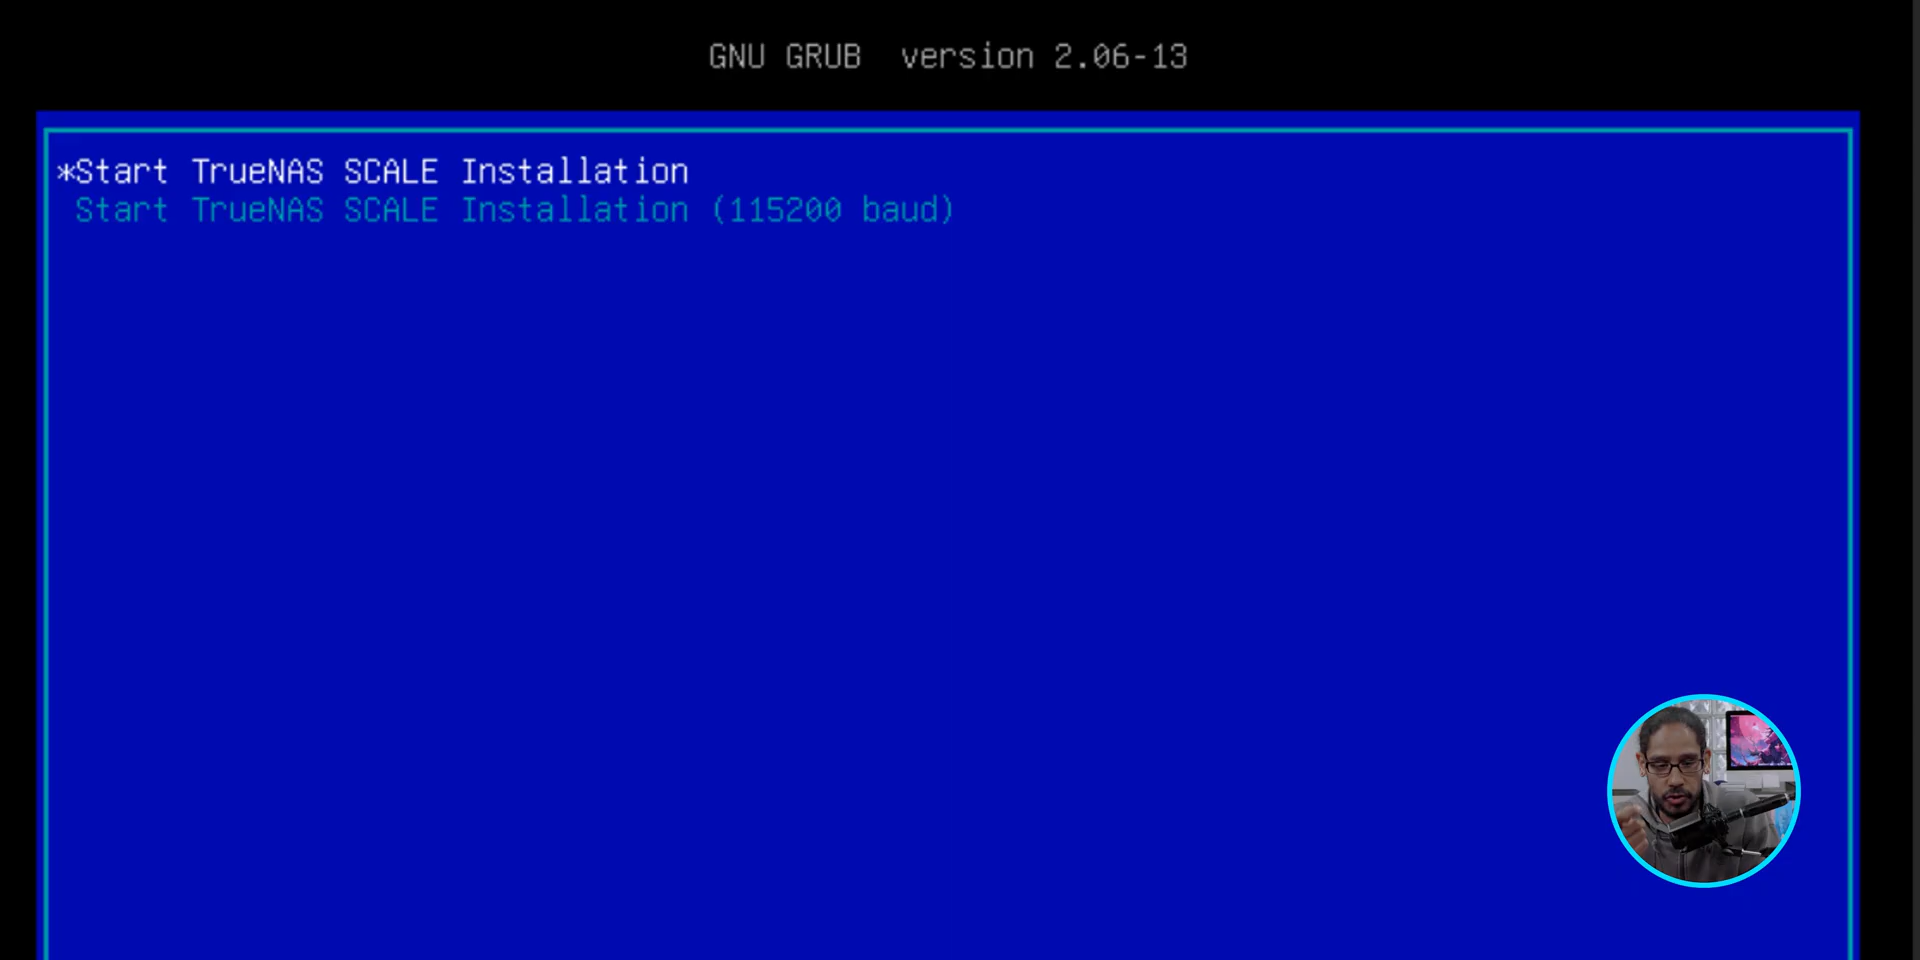 GNU GRUB  version 2.06-13
*Start TrueNAS SCALE Installation
Start TrueNAS SCALE Installation (115200 baud)